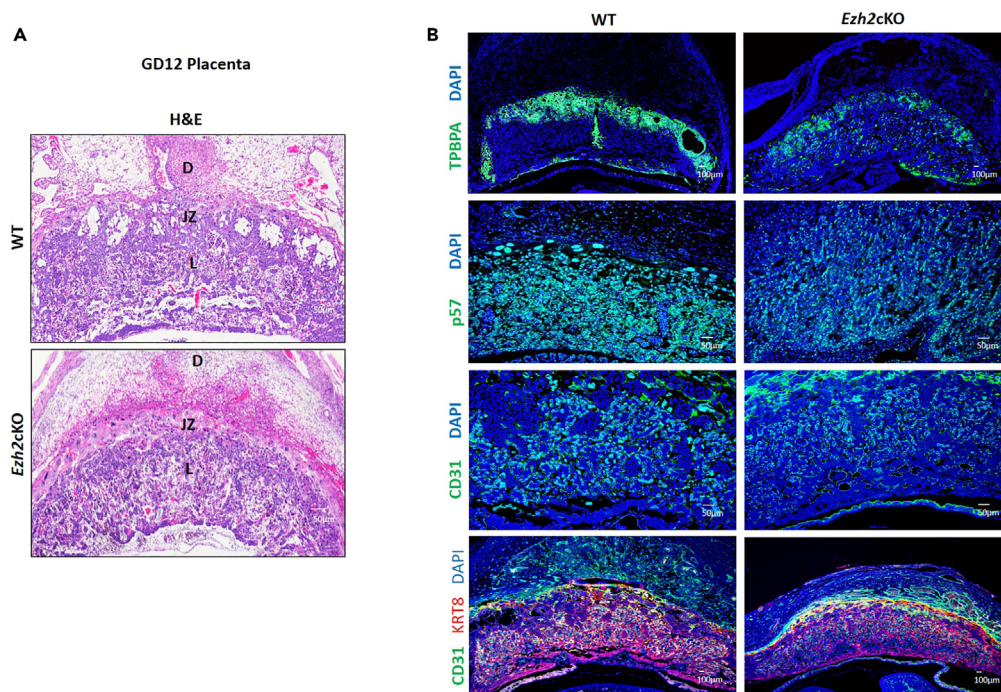 A
GD12 Placenta
H&E
WT
D
JZ
L
50µm
Ezh2cKO
D
JZ
L
50µm
B
WT
Ezh2cKO
TPBPA DAPI
100µm
100µm
p57 DAPI
50µm
50µm
CD31 DAPI
50µm
50µm
CD31 KRT8 DAPI
100µm
100µm